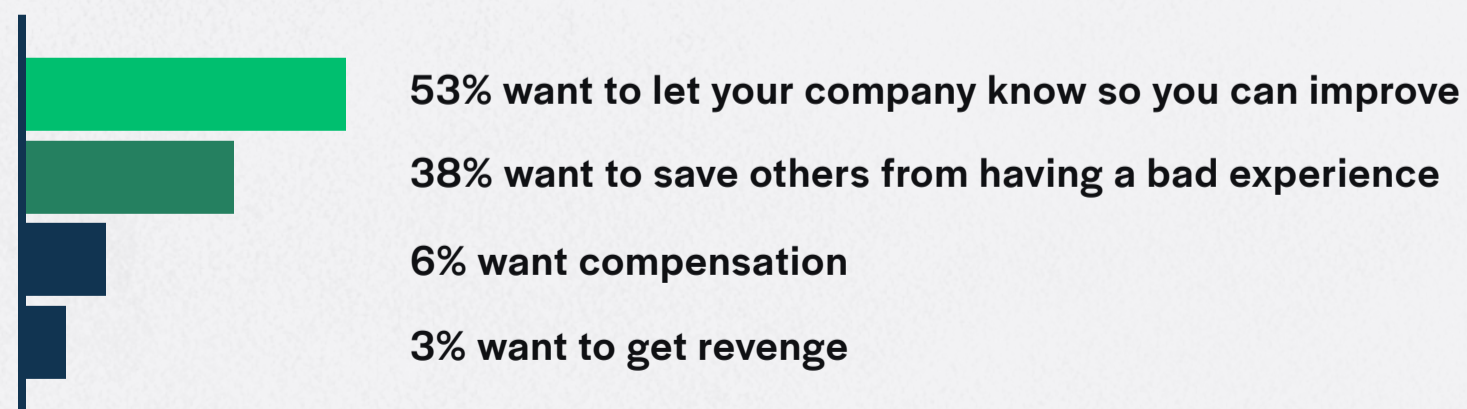 53% want to let your company know so you can improve
38% want to save others from having a bad experience
6% want compensation
3% want to get revenge